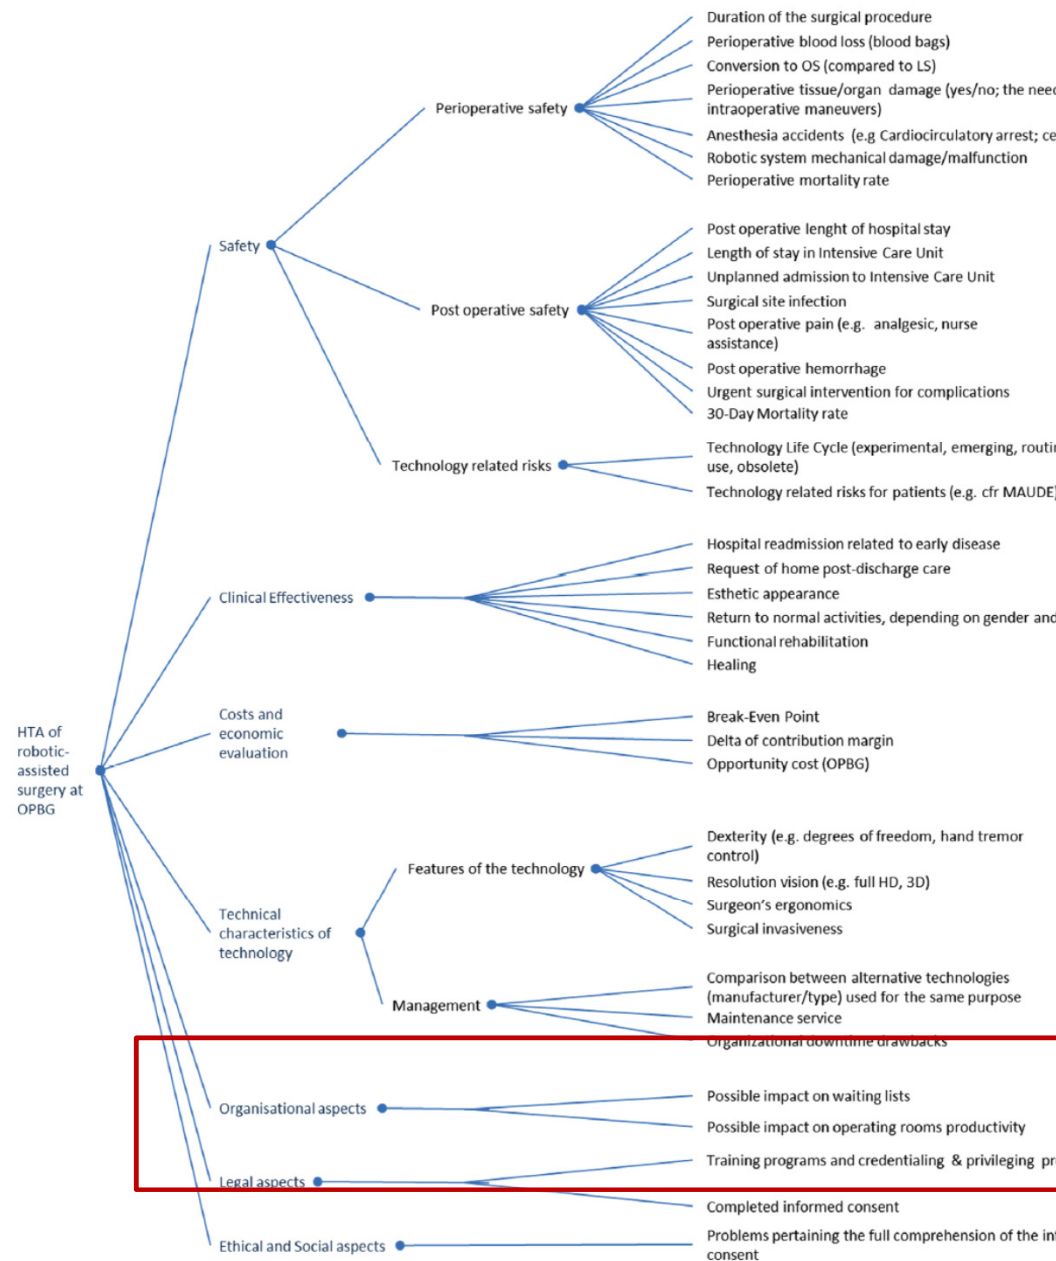 Duration of the surgical procedure
Perioperative blood loss (blood bags)
Conversion to OS (compared to LS)
Perioperative tissue/organ damage (yes/no; the need
intraoperative maneuvers)
Perioperative safety
Anesthesia accidents (e.g Cardiocirculatory arrest; ce
Robotic system mechanical damage/malfunction
Perioperative mortality rate
Safety
Post operative lenght of hospital stay
Length of stay in Intensive Care Unit
Unplanned admission to Intensive Care Unit
Surgical site infection
Post operative safety
Post operative pain (e.g. analgesic, nurse
assistance)
Post operative hemorrhage
Urgent surgical intervention for complications
30-Day Mortality rate
Technology related risks
Technology Life Cycle (experimental, emerging, routin
use, obsolete)
Technology related risks for patients (e.g. cfr MAUDE)
Clinical Effectiveness
Hospital readmission related to early disease
Request of home post-discharge care
Esthetic appearance
Return to normal activities, depending on gender and
Functional rehabilitation
Healing
HTA of
robotic-
assisted
surgery at
OPBG
Costs and
economic
evaluation
Break-Even Point
Delta of contribution margin
Opportunity cost (OPBG)
Technical
characteristics of
technology
Features of the technology
Dexterity (e.g. degrees of freedom, hand tremor
control)
Resolution vision (e.g. full HD, 3D)
Surgeon's ergonomics
Surgical invasiveness
Management
Comparison between alternative technologies
(manufacturer/type) used for the same purpose
Maintenance service
Organizational downtime drawbacks
Organisational aspects
Possible impact on waiting lists
Possible impact on operating rooms productivity
Legal aspects
Training programs and credentialing & privileging pr
Completed informed consent
Ethical and Social aspects
Problems pertaining the full comprehension of the in
consent